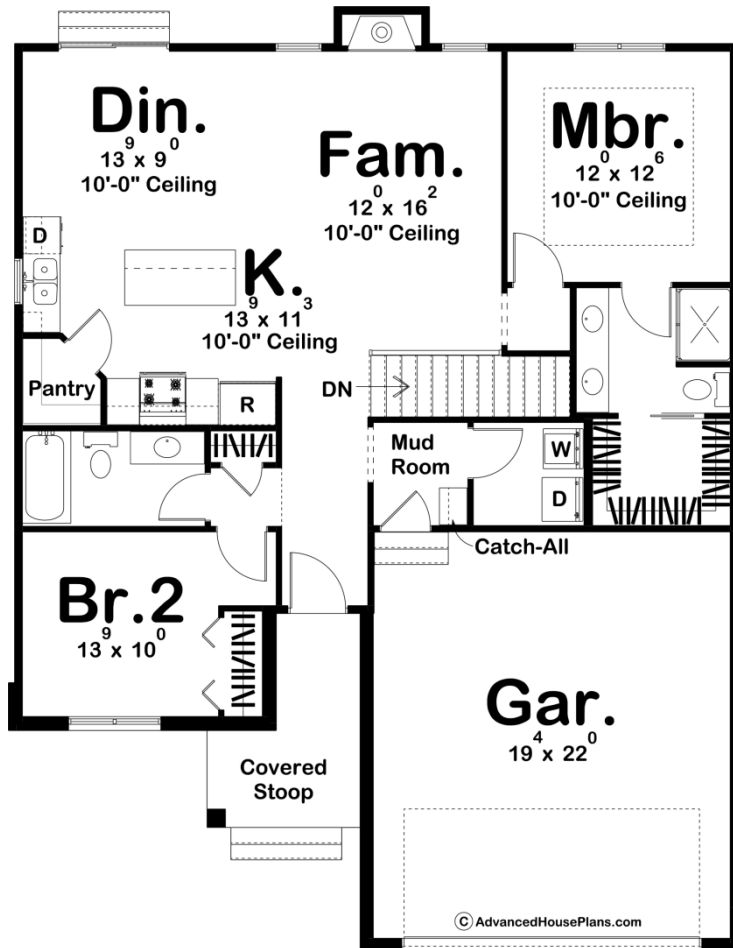 Din.
13⁹ x 9⁰
10'-0" Ceiling
Fam.
12⁰ x 16²
10'-0" Ceiling
Mbr.
12⁰ x 12⁶
10'-0" Ceiling
D
K.
13⁹ x 11³
10'-0" Ceiling
Pantry
R
DN
Mud
Room
W
D
Catch-All
Br.2
13⁹ x 10⁰
Gar.
19⁴ x 22⁰
Covered
Stoop
© AdvancedHousePlans.com